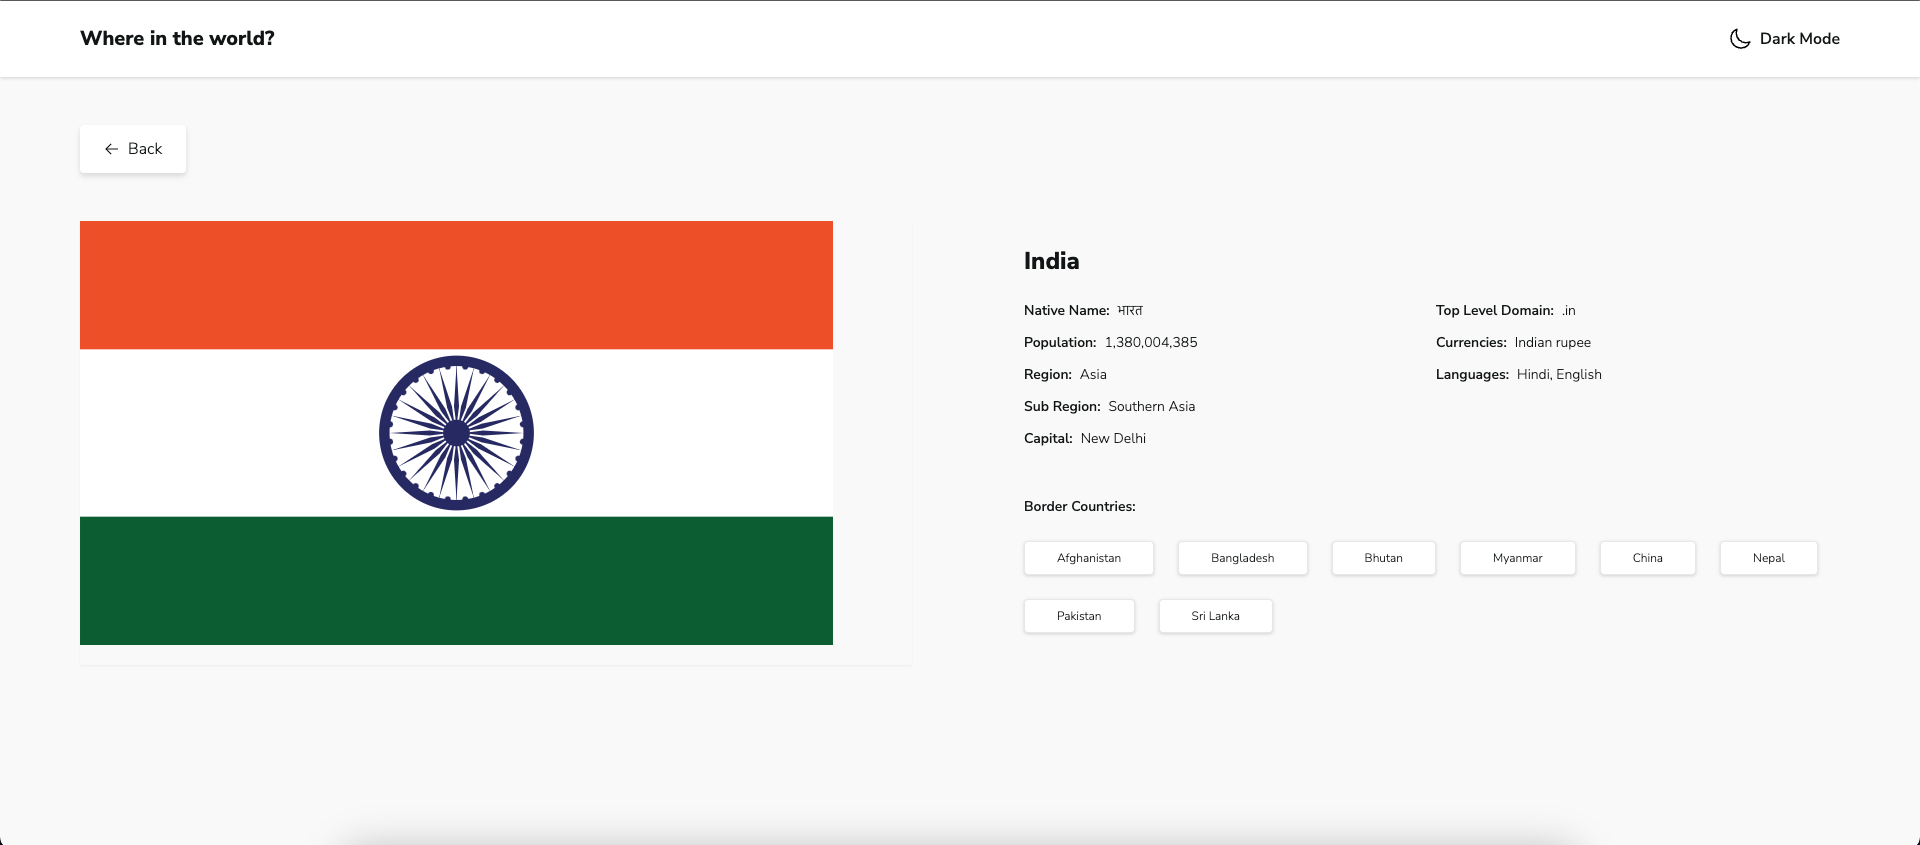 Where in the world?
Dark Mode
Back
India
Native Name: भारत
Population: 1,380,004,385
Region: Asia
Sub Region: Southern Asia
Capital: New Delhi
Top Level Domain: .in
Currencies: Indian rupee
Languages: Hindi, English
Border Countries:
Afghanistan Bangladesh Bhutan Myanmar China Nepal
Pakistan Sri Lanka